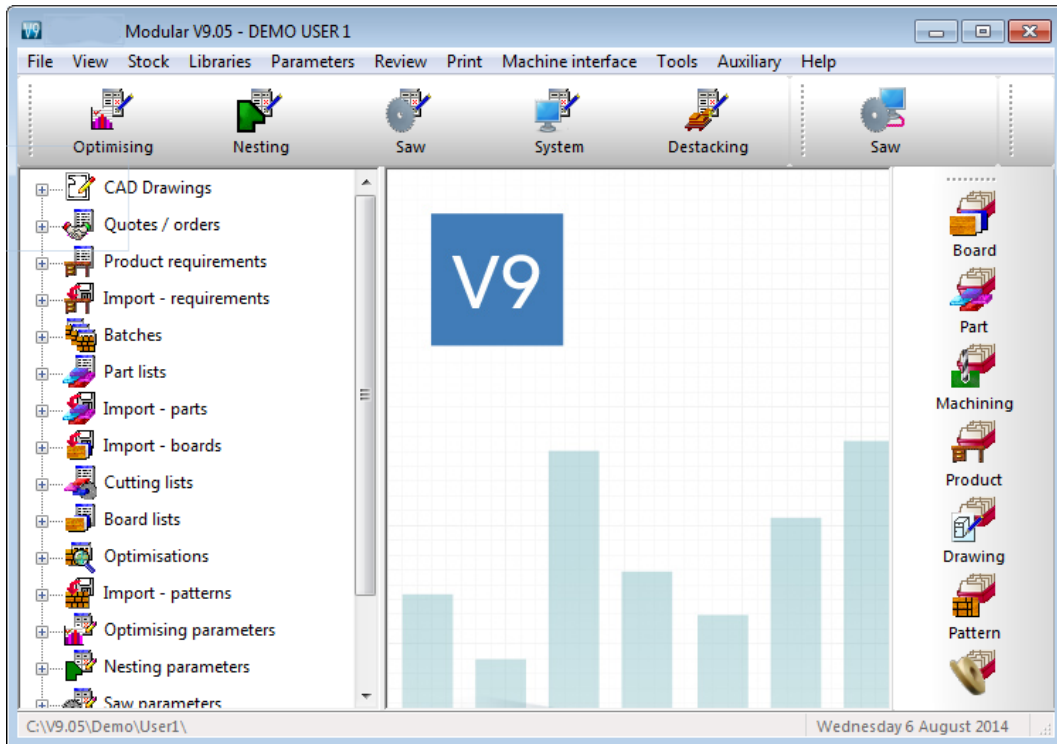 V9 Modular V9.05 - DEMO USER 1
File View Stock Libraries Parameters Review Print Machine interface Tools Auxiliary Help
Optimising Nesting Saw System Destacking Saw
CAD Drawings
Quotes / orders
Product requirements
Import - requirements
Batches
Part lists
Import - parts
Import - boards
Cutting lists
Board lists
Optimisations
Import - patterns
Optimising parameters
Nesting parameters
Saw parameters
V9
Board
Part
Machining
Product
Drawing
Pattern
C:\V9.05\Demo\User1\ Wednesday 6 August 2014